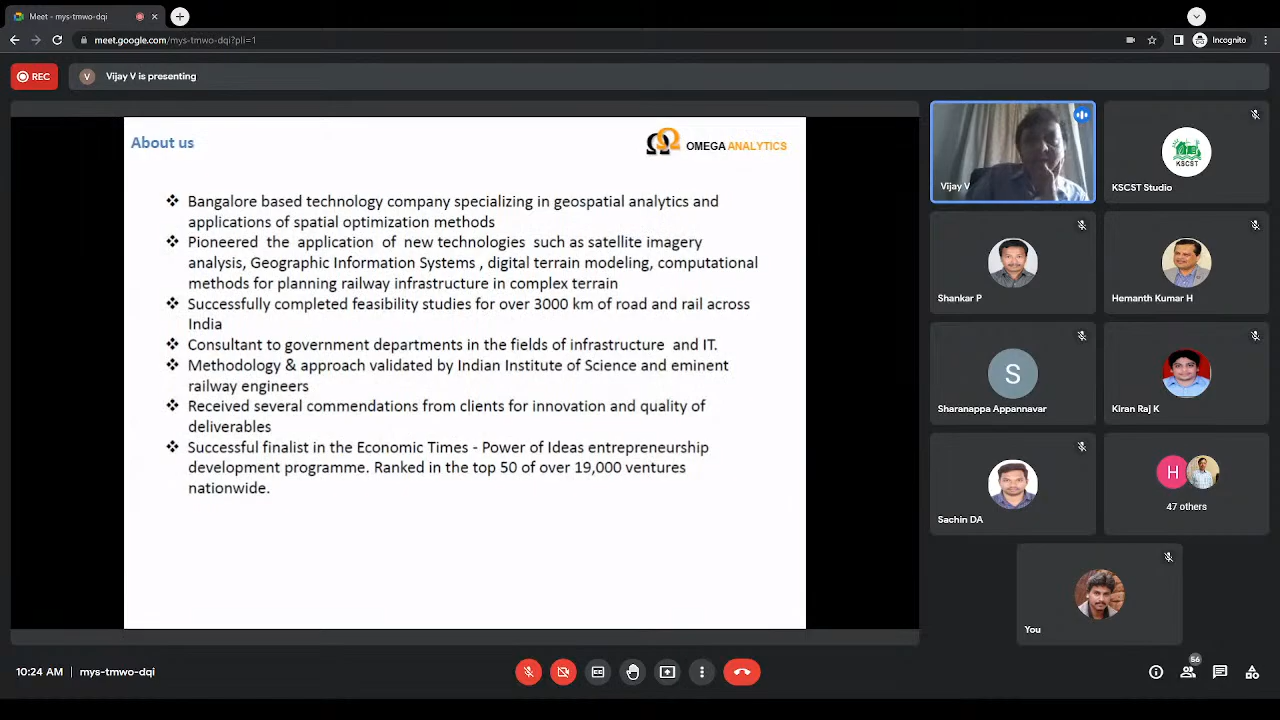 Meet - mys-tmwo-dqi
meet.google.com/mys-tmwo-dqi?pli=1
Incognito
REC
V
Vijay V is presenting
About us
OMEGA ANALYTICS
❖ Bangalore based technology company specializing in geospatial analytics and
applications of spatial optimization methods
❖ Pioneered the application of new technologies such as satellite imagery
analysis, Geographic Information Systems , digital terrain modeling, computational
methods for planning railway infrastructure in complex terrain
❖ Successfully completed feasibility studies for over 3000 km of road and rail across
India
❖ Consultant to government departments in the fields of infrastructure and IT.
❖ Methodology & approach validated by Indian Institute of Science and eminent
railway engineers
❖ Received several commendations from clients for innovation and quality of
deliverables
❖ Successful finalist in the Economic Times - Power of Ideas entrepreneurship
development programme. Ranked in the top 50 of over 19,000 ventures
nationwide.
Vijay V
KSCST
KSCST Studio
Shankar P
Hemanth Kumar H
S
Sharanappa Appannavar
Kiran Raj K
Sachin DA
H
47 others
You
10:24 AM | mys-tmwo-dqi
56